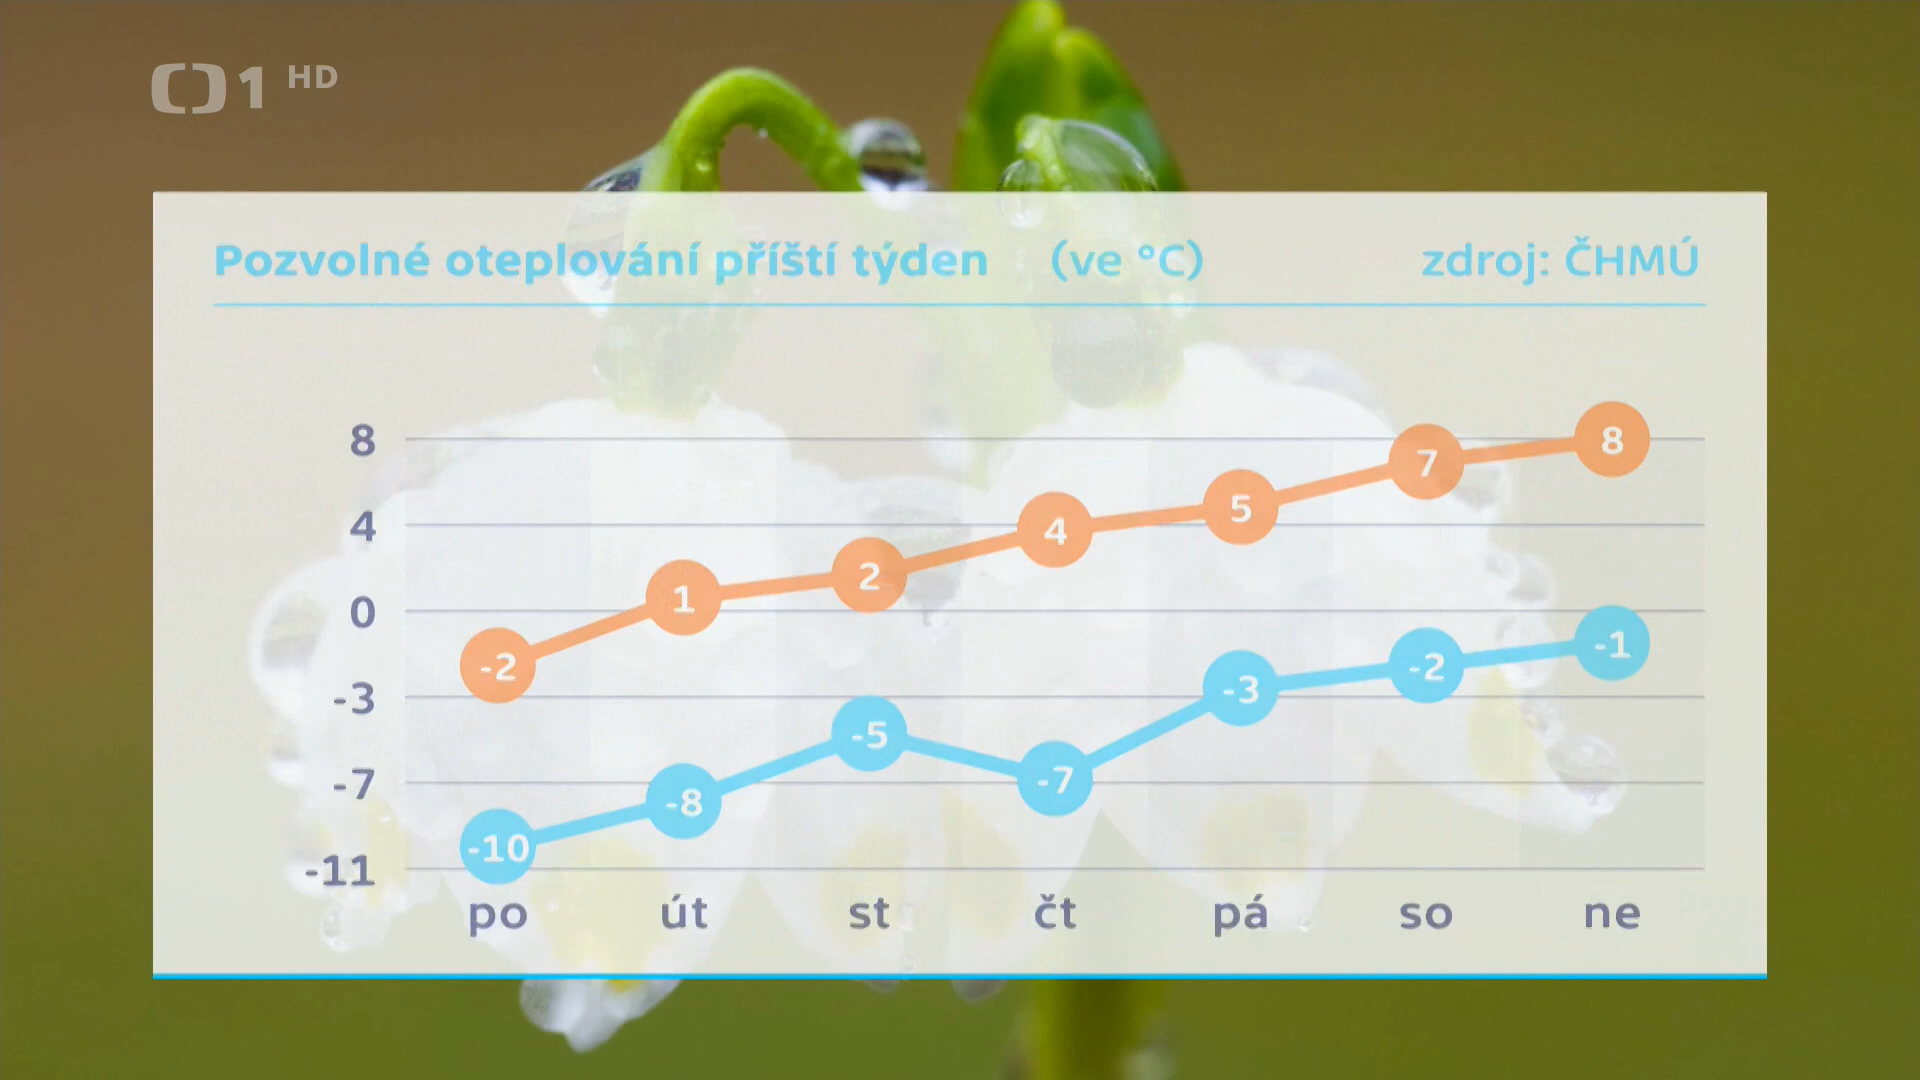 1 HD
Pozvolné oteplování příští týden (ve °C) zdroj: ČHMÚ
8
4
0
-3
-7
-11
-2 1 2 4 5 7 8
-10 -8 -5 -7 -3 -2 -1
po út st čt pá so ne